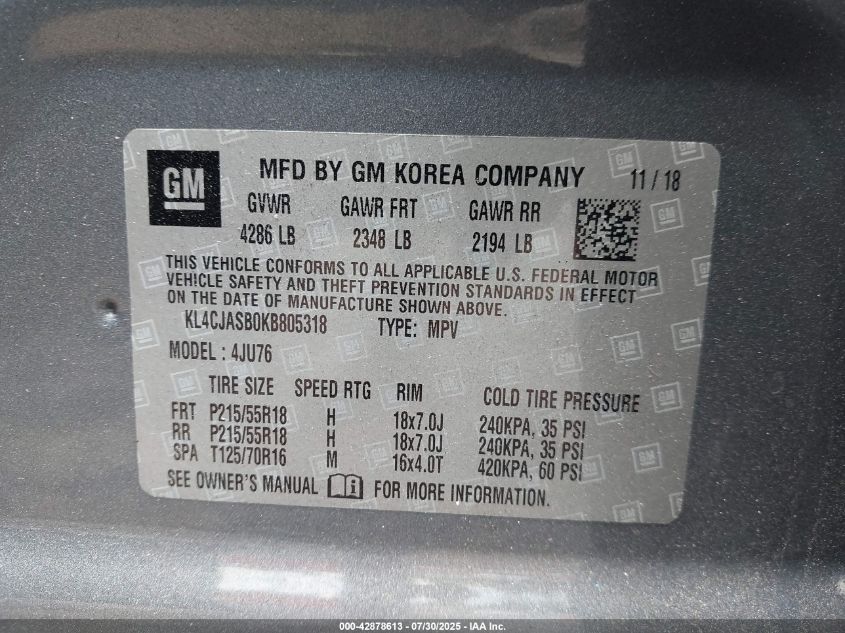 GM MFD BY GM KOREA COMPANY 11 / 18
GVWR GAWR FRT GAWR RR
4286 LB 2348 LB 2194 LB
THIS VEHICLE CONFORMS TO ALL APPLICABLE U.S. FEDERAL MOTOR
VEHICLE SAFETY AND THEFT PREVENTION STANDARDS IN EFFECT
ON THE DATE OF MANUFACTURE SHOWN ABOVE.
KL4CJASB0KB805318 TYPE: MPV
MODEL : 4JU76
TIRE SIZE SPEED RTG RIM COLD TIRE PRESSURE
FRT P215/55R18 H 18x7.0J 240KPA, 35 PSI
RR P215/55R18 H 18x7.0J 240KPA, 35 PSI
SPA T125/70R16 M 16x4.0T 420KPA, 60 PSI
SEE OWNER'S MANUAL FOR MORE INFORMATION.
000-42878613 - 07/30/2025 - IAA Inc.